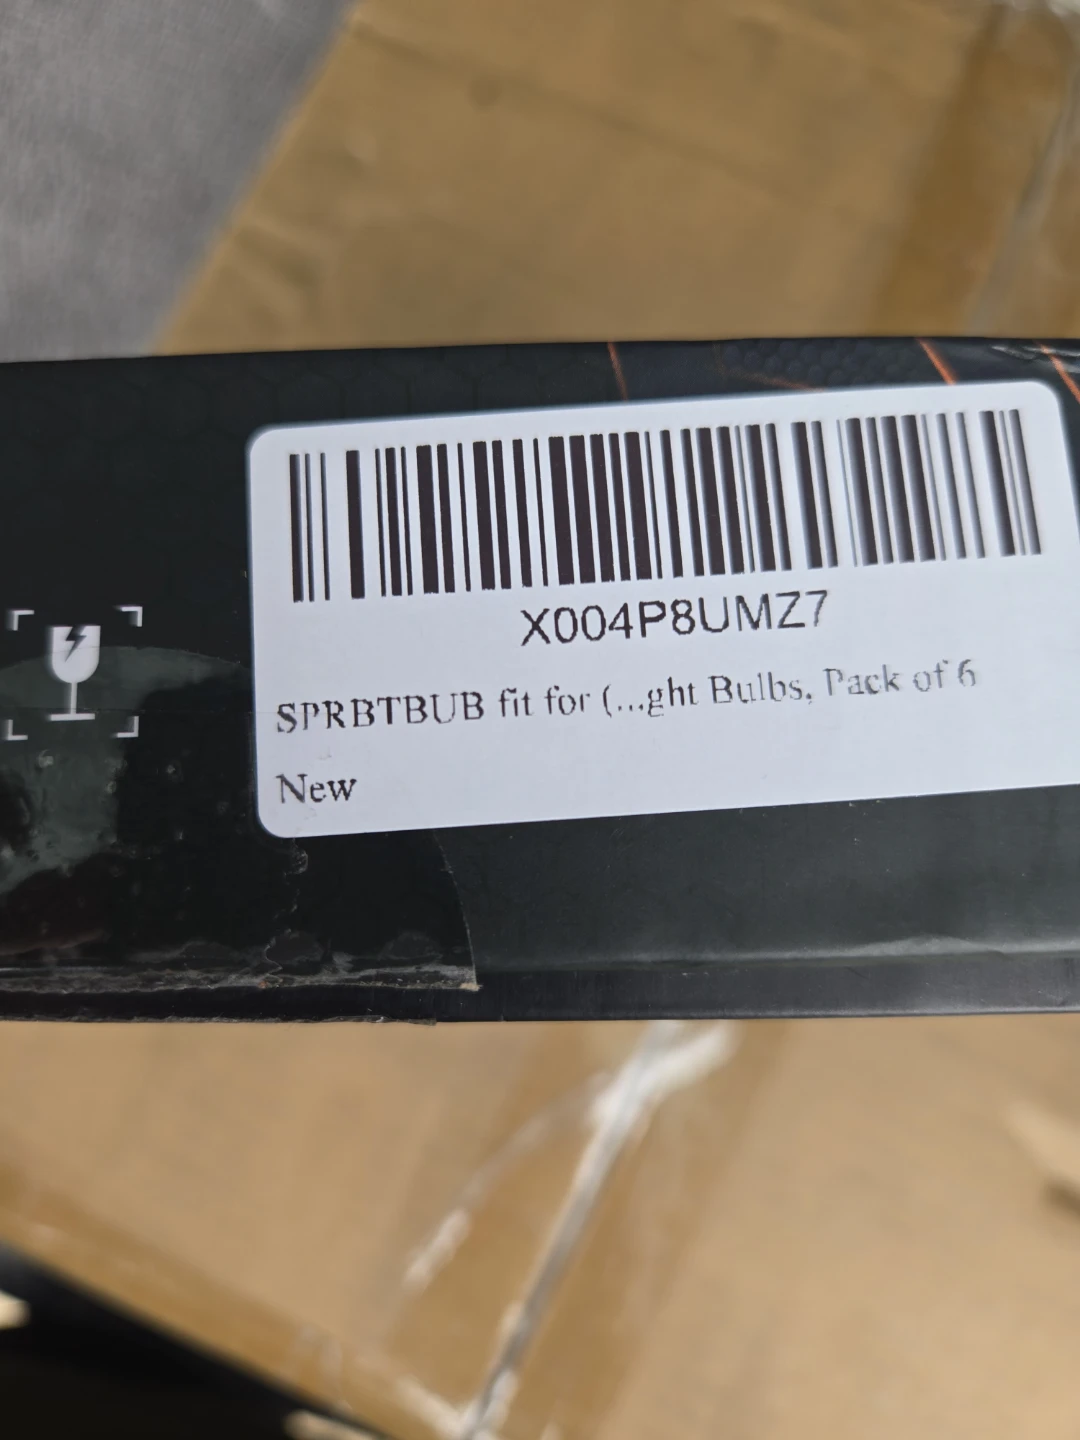 X004P8UMZ7
SPRBTBUB fit for (...ght Bulbs, Pack of 6
New